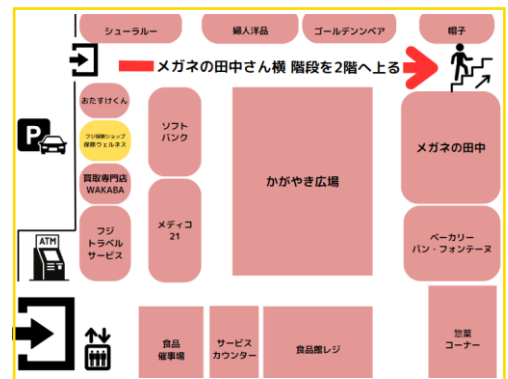 シューラルー
婦人洋品
ゴールデンンベア
帽子
メガネの田中さん横 階段を2階へ上る
おたすけくん
P
フジ保険ショップ
保険ウェルネス
ソフト
バンク
かがやき広場
メガネの田中
買取専門店
WAKABA
メディコ
21
フジ
トラベル
サービス
ベーカリー
パン・フォンテーヌ
ATM
食品
催事場
サービス
カウンター
食品館レジ
惣菜
コーナー